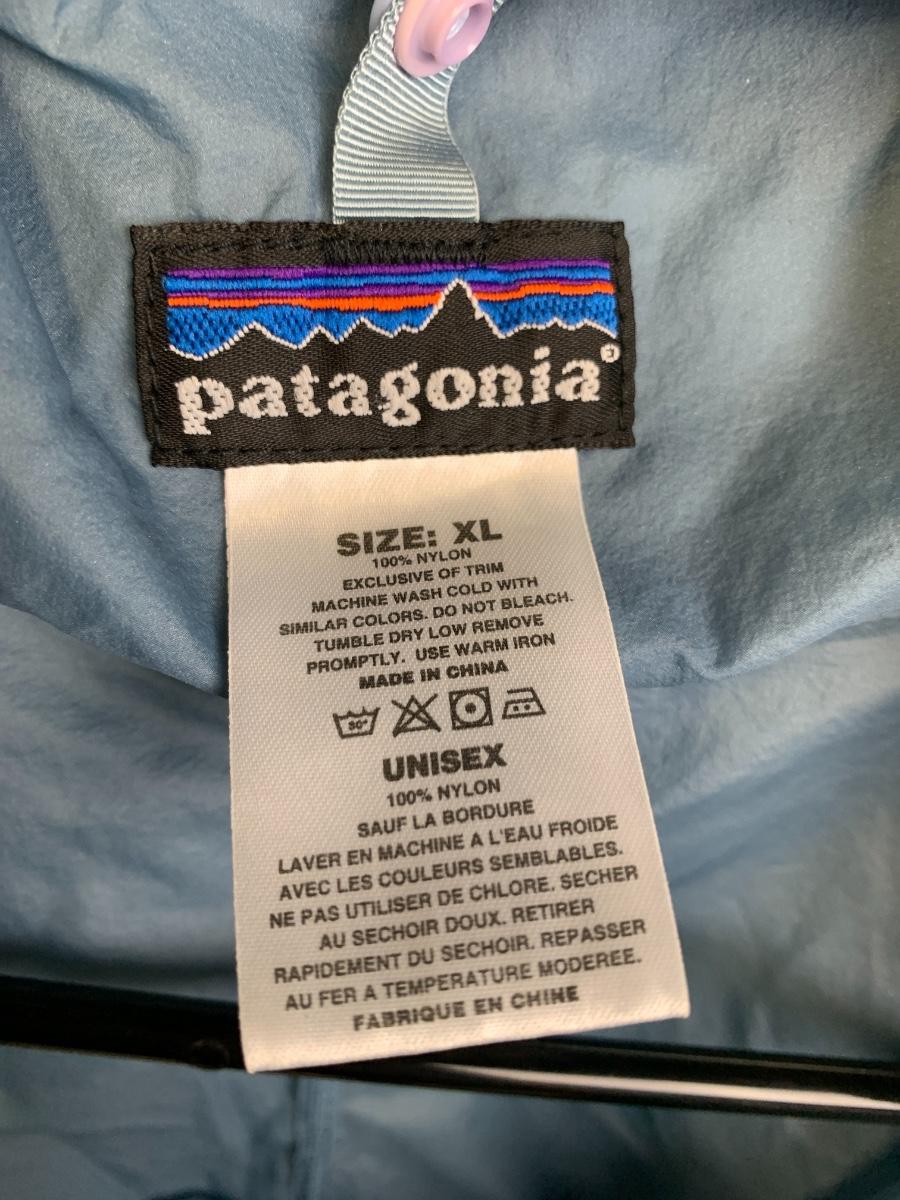 patagonia®
SIZE: XL
100% NYLON
EXCLUSIVE OF TRIM
MACHINE WASH COLD WITH
SIMILAR COLORS. DO NOT BLEACH.
TUMBLE DRY LOW REMOVE
PROMPTLY. USE WARM IRON
MADE IN CHINA
30°
UNISEX
100% NYLON
SAUF LA BORDURE
LAVER EN MACHINE A L'EAU FROIDE
AVEC LES COULEURS SEMBLABLES.
NE PAS UTILISER DE CHLORE. SECHER
AU SECHOIR DOUX. RETIRER
RAPIDEMENT DU SECHOIR. REPASSER
AU FER A TEMPERATURE MODEREE.
FABRIQUE EN CHINE